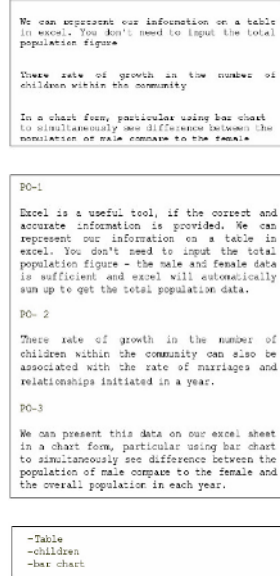 We can represent our information on a table
in excel. You don't need to input the total
population figure
There rate of growth in the number of
children within the community
In a chart form, particular using bar chart
to simultaneously see difference between the
population of male compare to the female
PO-1
Excel is a useful tool, if the correct and
accurate information is provided. We can
represent our information on a table in
excel. You don't need to input the total
population figure - the male and female data
is sufficient and excel will automatically
sum up to get the total population data.
PO- 2
There rate of growth in the number of
children within the community can also be
associated with the rate of marriages and
relationships initiated in a year.
PO-3
We can present this data on our excel sheet
in a chart form, particular using bar chart
to simultaneously see difference between the
population of male compare to the female and
the overall population in each year.
-Table
-children
-bar chart